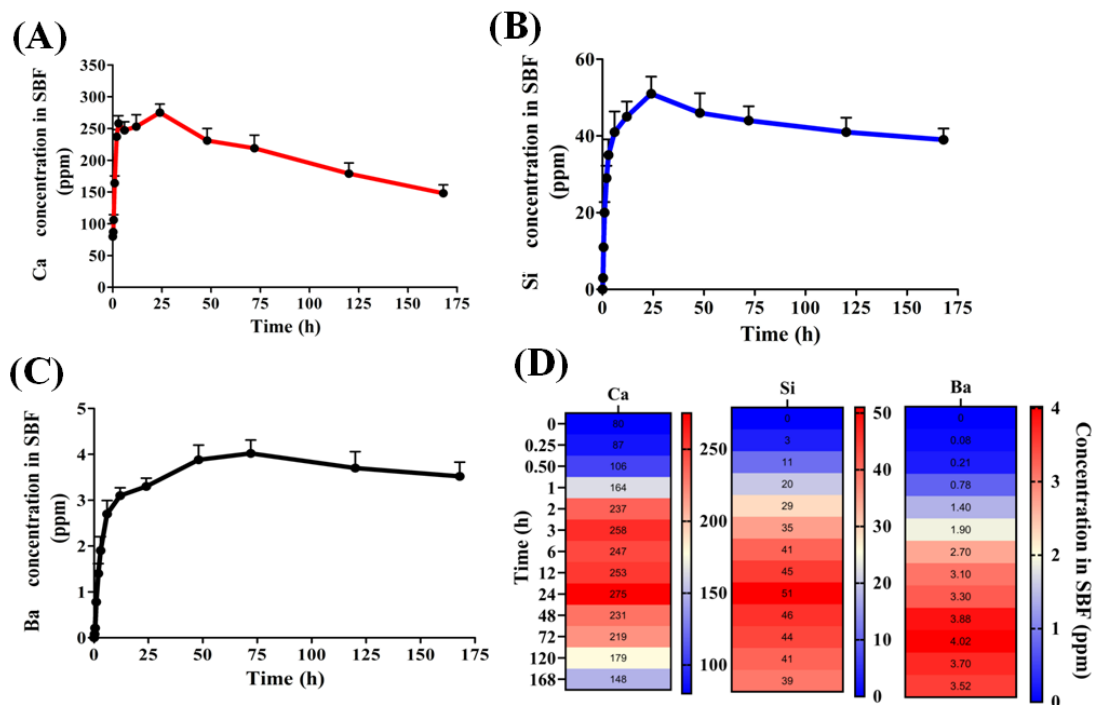 (A)
Ca concentration in SBF
(ppm)
350
300
250
200
150
100
50
0
0 25 50 75 100 125 150 175
Time (h)
(B)
Si concentration in SBF
(ppm)
60
40
20
0
0 25 50 75 100 125 150 175
Time (h)
(C)
Ba concentration in SBF
(ppm)
5
4
3
2
1
0
0 25 50 75 100 125 150 175
Time (h)
(D)
Ca Si Ba
Time (h)
0 80 0 0
0.25 87 3 0.08
0.50 106 11 0.21
1 164 20 0.78
2 237 29 1.40
3 258 35 1.90
6 247 41 2.70
12 253 45 3.10
24 275 51 3.30
48 231 46 3.88
72 219 44 4.02
120 179 41 3.70
168 148 39 3.52
250
200
150
100
50
40
30
20
10
0
4
3
2
1
0
Concentration in SBF (ppm)